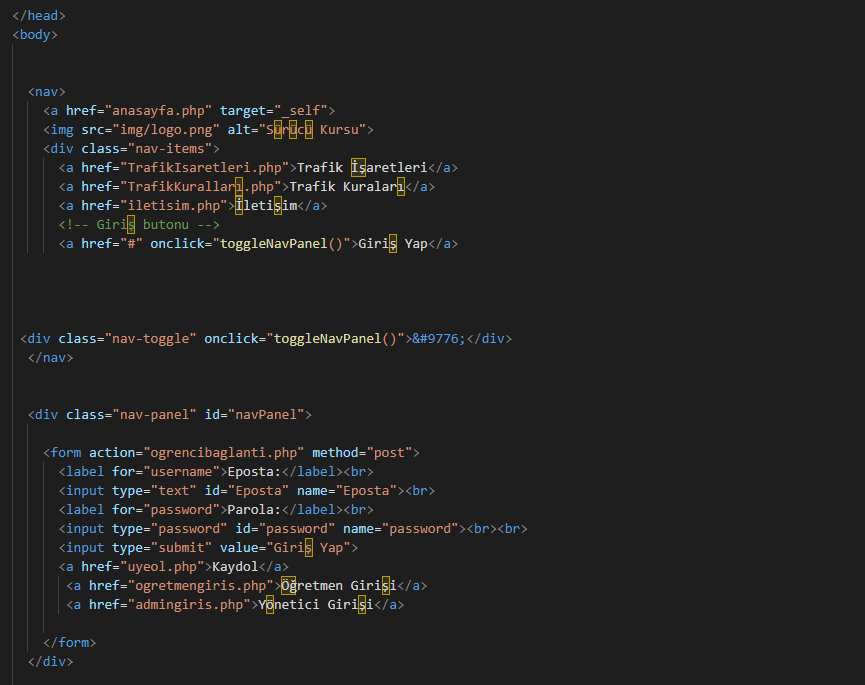 </head>
<body>
<nav>
<a href="anasayfa.php" target="_self">
<img src="img/logo.png" alt="Sürücü Kursu">
<div class="nav-items">
<a href="TrafikIsaretleri.php">Trafik İşaretleri</a>
<a href="TrafikKuralları.php">Trafik Kuraları</a>
<a href="iletisim.php">İletişim</a>
<!-- Giriş butonu -->
<a href="#" onclick="toggleNavPanel()">Giriş Yap</a>
<div class="nav-toggle" onclick="toggleNavPanel()">&#9776;</div>
</nav>
<div class="nav-panel" id="navPanel">
<form action="ogrencibaglanti.php" method="post">
<label for="username">Eposta:</label><br>
<input type="text" id="Eposta" name="Eposta"><br>
<label for="password">Parola:</label><br>
<input type="password" id="password" name="password"><br><br>
<input type="submit" value="Giriş Yap">
<a href="uyeol.php">Kaydol</a>
<a href="ogretmengiris.php">Öğretmen Girişi</a>
<a href="admingiris.php">Yönetici Girişi</a>
</form>
</div>